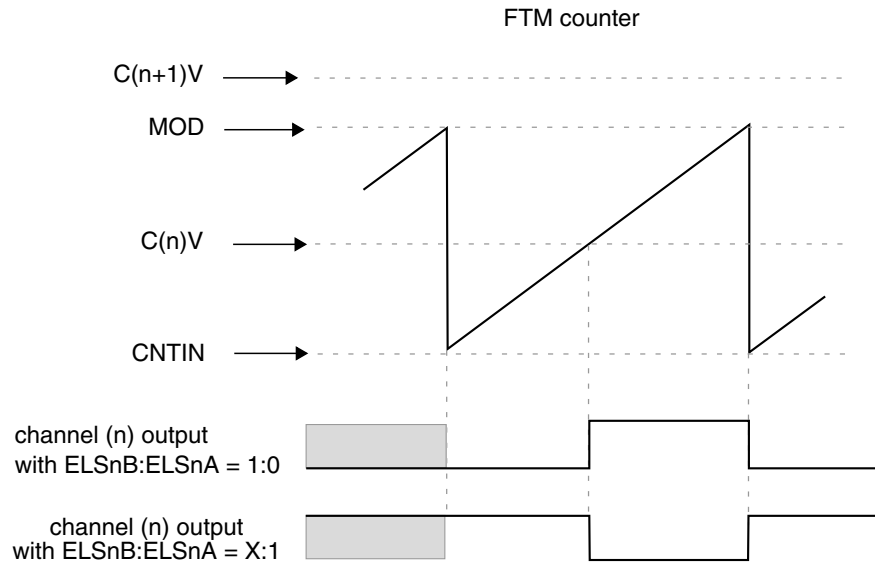 FTM counter
C(n+1)V
MOD
C(n)V
CNTIN
channel (n) output
with ELSnB:ELSnA = 1:0
channel (n) output
with ELSnB:ELSnA = X:1